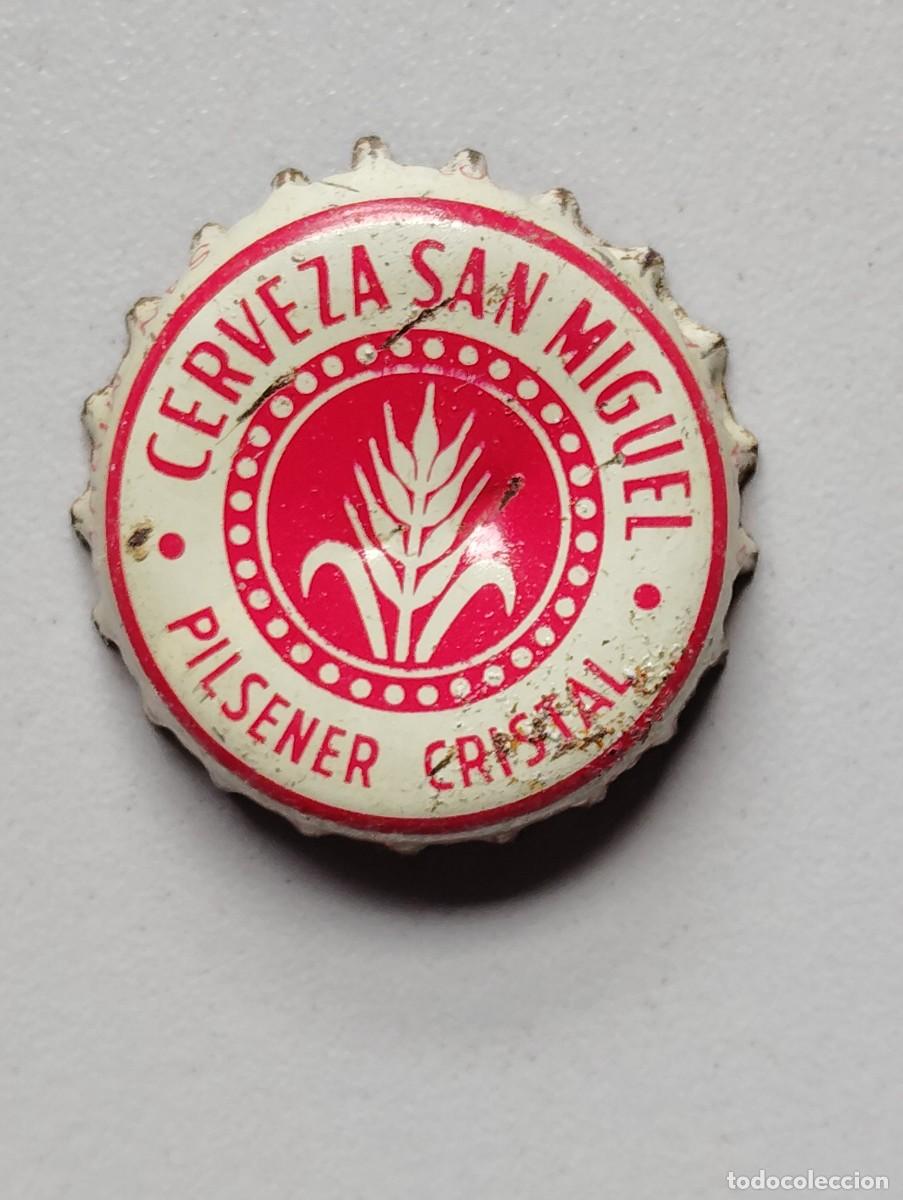 CERVEZA SAN MIGUEL
PILSENER CRISTAL
todocoleccion